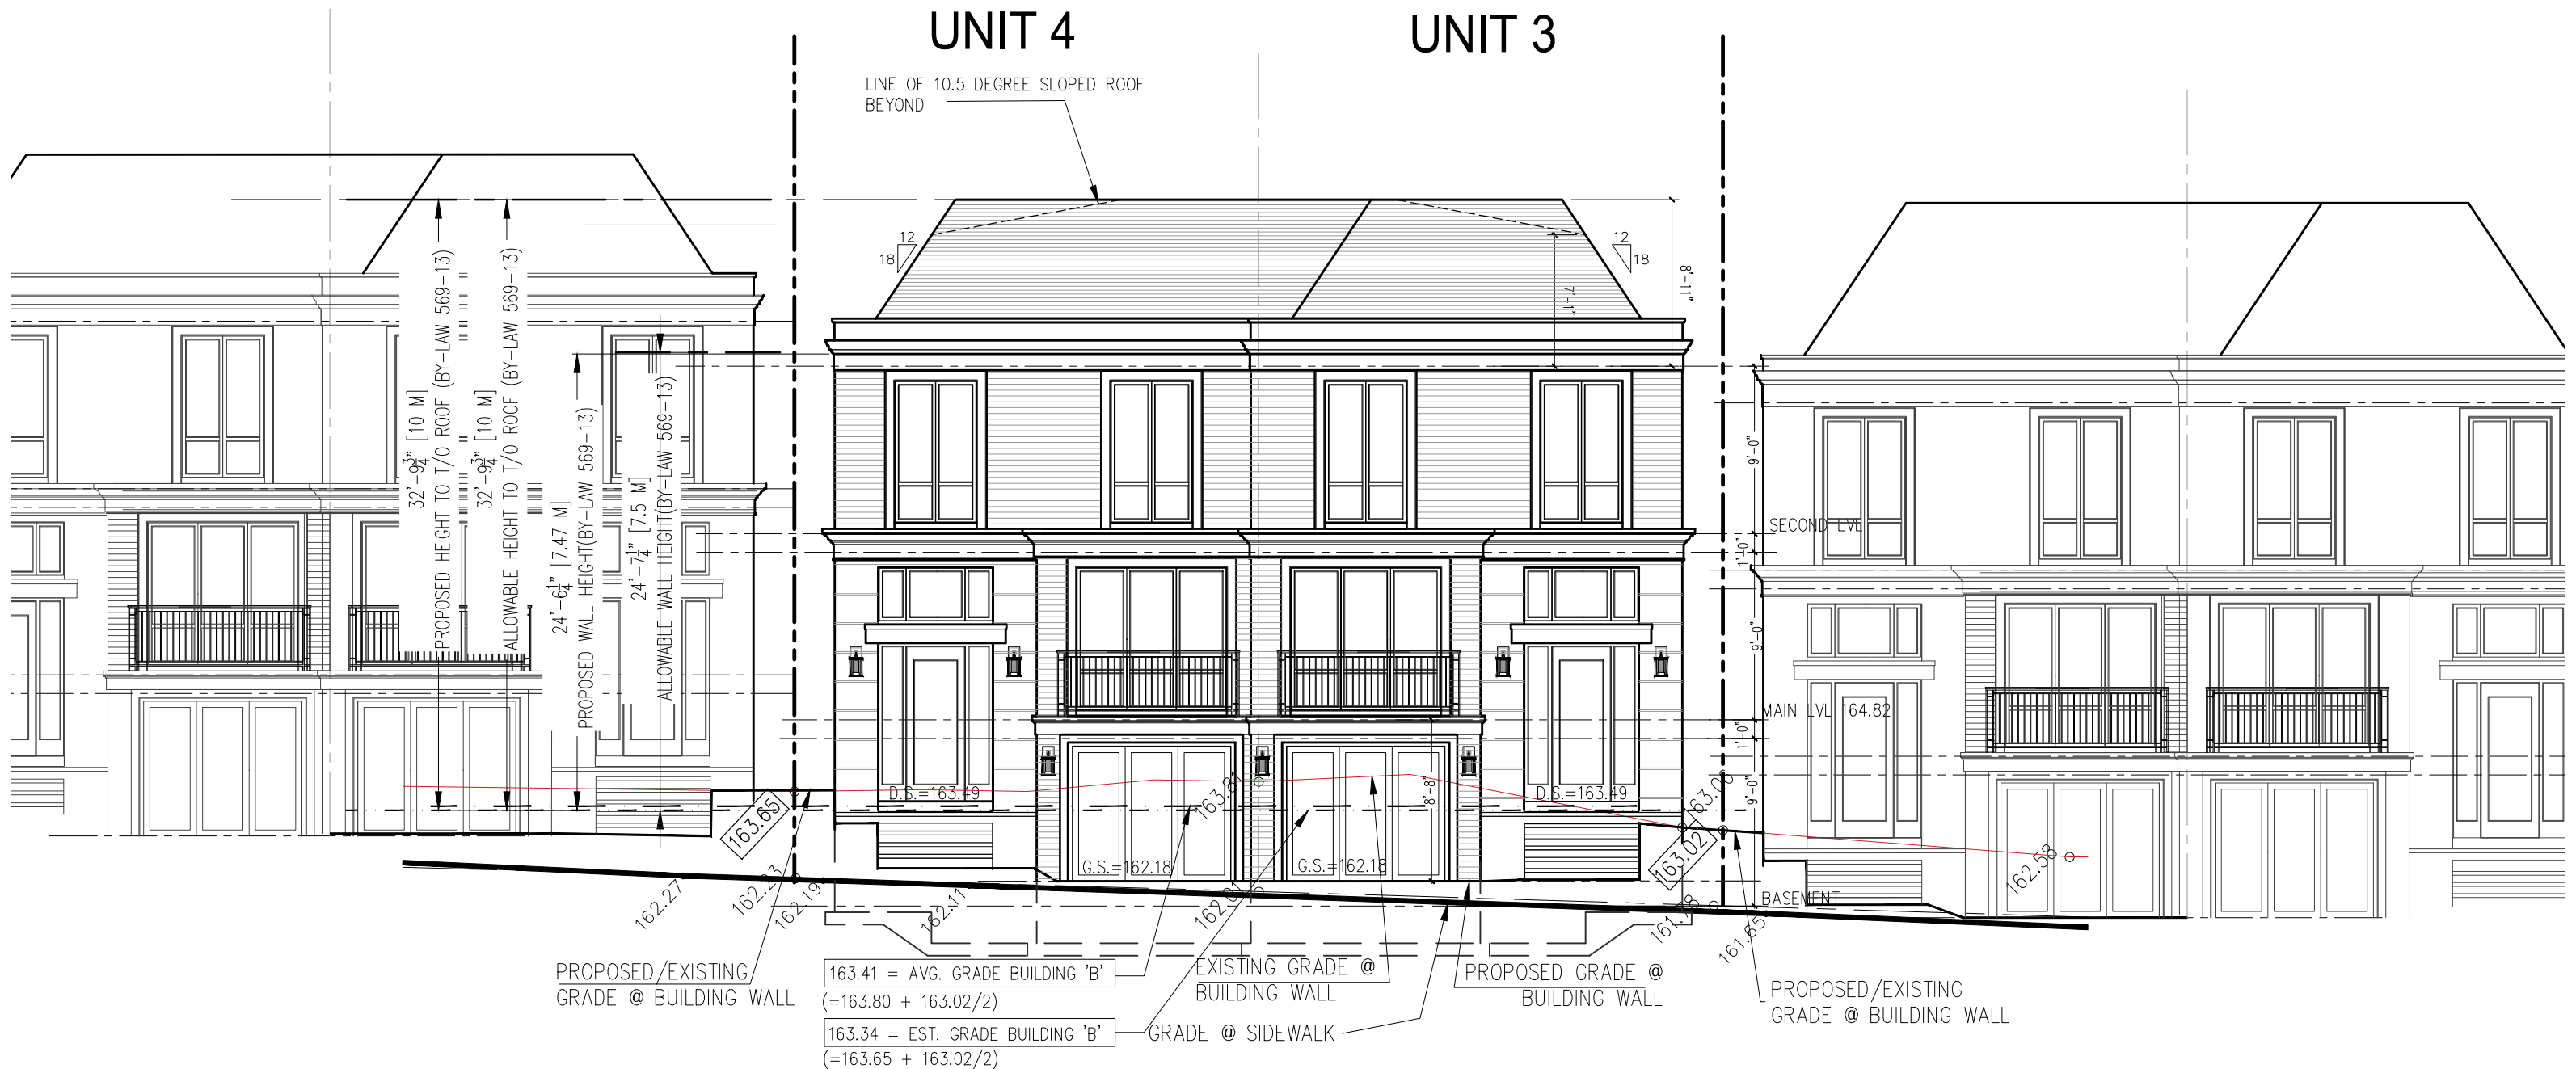 UNIT 4
UNIT 3
LINE OF 10.5 DEGREE SLOPED ROOF
BEYOND
12
18
12
18
8'-11"
7'-1"
32'-9¾" [10 M]
PROPOSED HEIGHT TO T/O ROOF (BY-LAW 569-13)
32'-9¾" [10 M]
ALLOWABLE HEIGHT TO T/O ROOF (BY-LAW 569-13)
24'-6¼" [7.47 M]
PROPOSED WALL HEIGHT(BY-LAW 569-13)
24'-7¼" [7.5 M]
ALLOWABLE WALL HEIGHT(BY-LAW 569-13)
9'-0"
SECOND LVL
1'-0"
9'-0"
MAIN LVL 164.82
1'-0"
9'-0"
BASEMENT
8'-8"
D.S.=163.49
D.S.=163.49
G.S.=162.18
G.S.=162.18
163.65
163.87
163.02
162.58
162.27
162.23
162.19
162.11
161.65
PROPOSED/EXISTING
GRADE @ BUILDING WALL
163.41 = AVG. GRADE BUILDING 'B'
(=163.80 + 163.02/2)
163.34 = EST. GRADE BUILDING 'B'
(=163.65 + 163.02/2)
EXISTING GRADE @
BUILDING WALL
GRADE @ SIDEWALK
PROPOSED GRADE @
BUILDING WALL
PROPOSED/EXISTING
GRADE @ BUILDING WALL